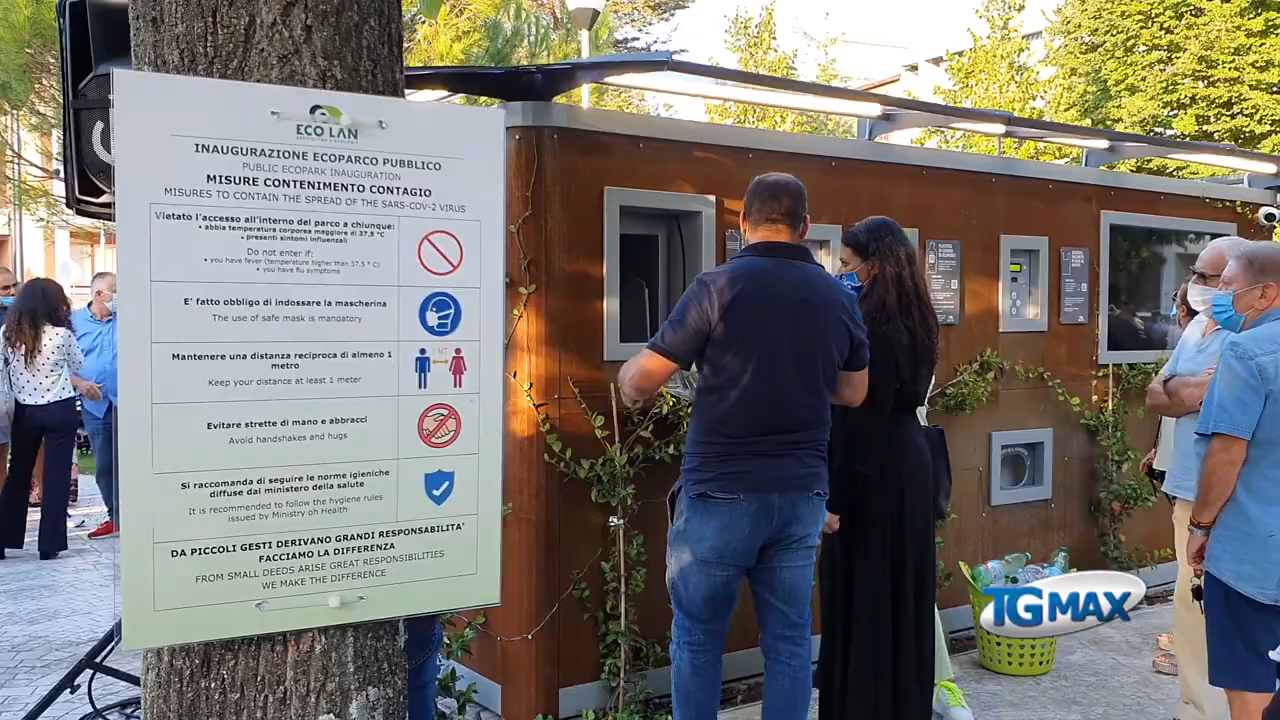 ECO LAN
INAUGURAZIONE ECOPARCO PUBBLICO
PUBLIC ECOPARK INAUGURATION
MISURE CONTENIMENTO CONTAGIO
MISURES TO CONTAIN THE SPREAD OF THE SARS-COV-2 VIRUS
Vietato l'accesso all'interno del parco a chiunque:
• abbia temperatura corporea maggiore di 37,5 °C
• presenti sintomi influenzali
Do not enter if:
• you have fever (temperature higher than 37,5 ° C)
• you have flu symptoms
E' fatto obbligo di indossare la mascherina
The use of safe mask is mandatory
Mantenere una distanza reciproca di almeno 1
metro
Keep your distance at least 1 meter
1 MT
Evitare strette di mano e abbracci
Avoid handshakes and hugs
Si raccomanda di seguire le norme igieniche
diffuse dal ministero della salute
It is recommended to follow the hygiene rules
issued by Ministry oh Health
DA PICCOLI GESTI DERIVANO GRANDI RESPONSABILITA'
FACCIAMO LA DIFFERENZA
FROM SMALL DEEDS ARISE GREAT RESPONSIBILITIES
WE MAKE THE DIFFERENCE
TGMAX